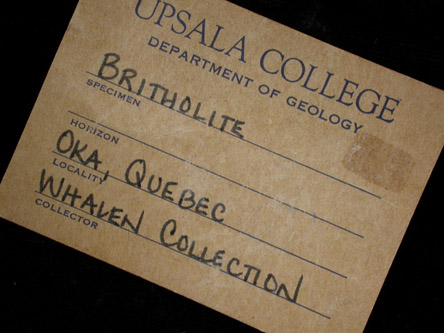 UPSALA COLLEGE
DEPARTMENT OF GEOLOGY
BRITHOLITE
SPECIMEN
HORIZON
OKA, QUEBEC
LOCALITY
WHALEN COLLECTION
COLLECTOR